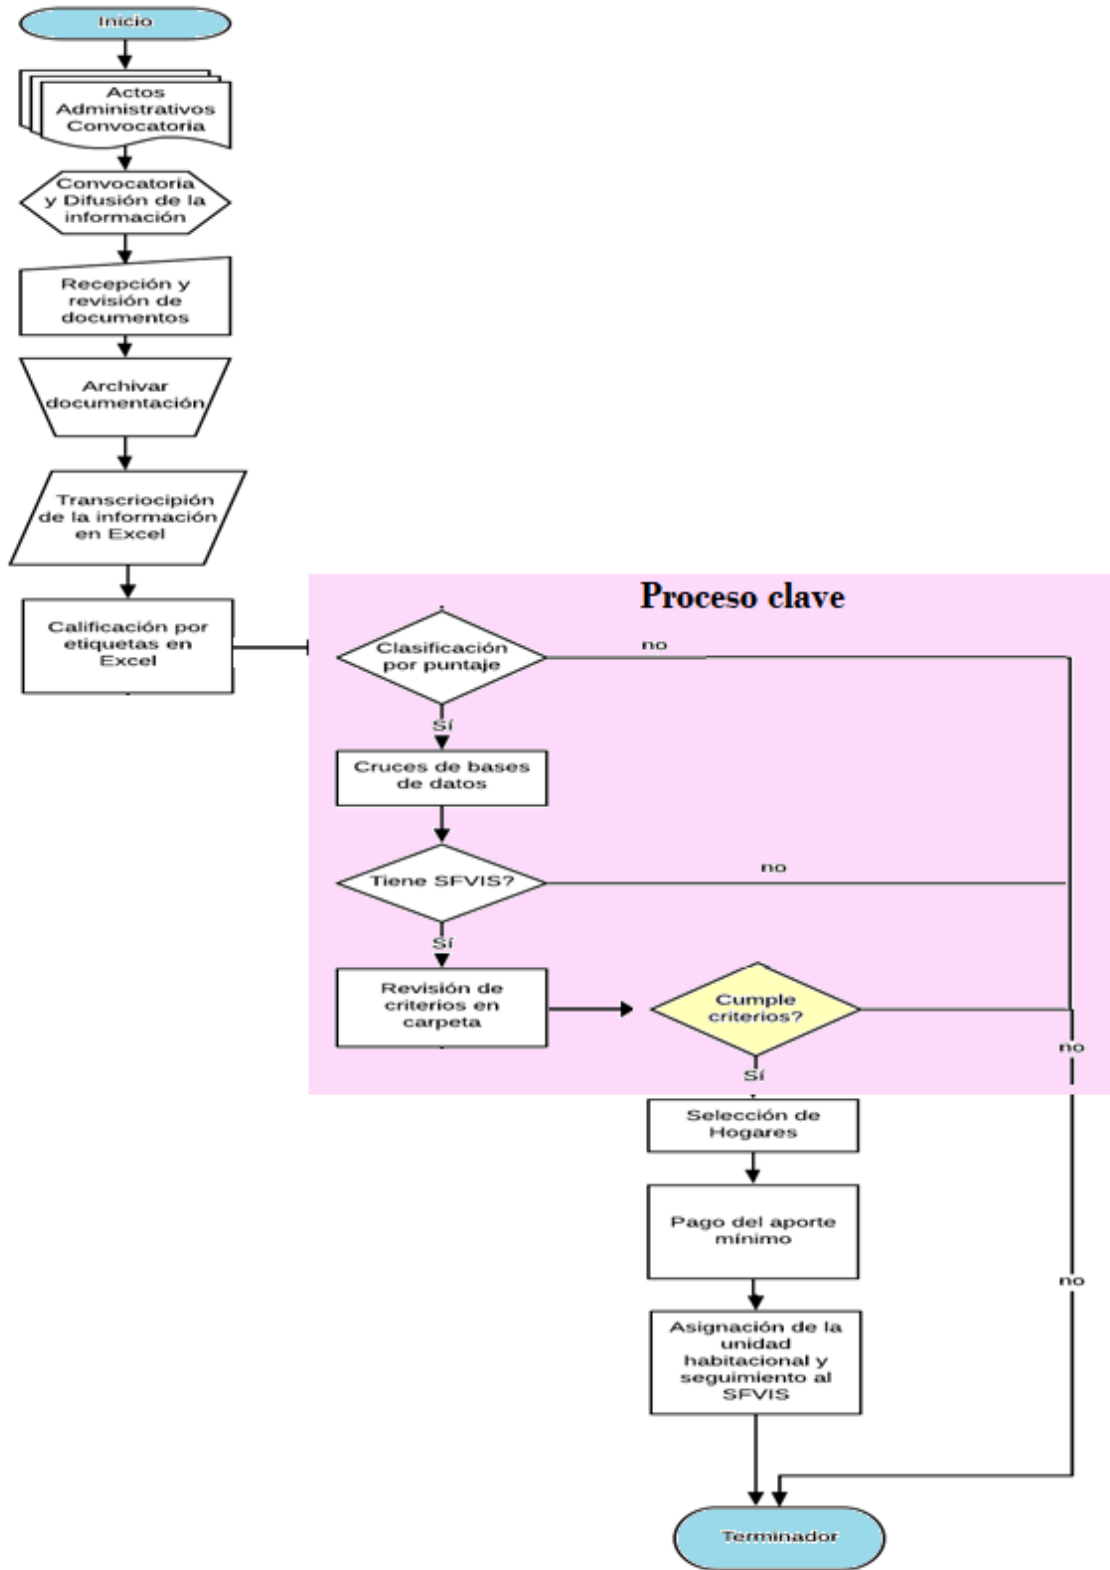 Inicio
Actos
Administrativos
Convocatoria
Convocatoria
y Difusión de la
información
Recepción y
revisión de
documentos
Archivar
documentación
Transcriocipión
de la información
en Excel
Calificación por
etiquetas en
Excel
Proceso clave
Clasificación
por puntaje
no
Sí
Cruces de bases
de datos
Tiene SFVIS?
no
Sí
Revisión de
criterios en
carpeta
Cumple
criterios?
no
Sí
Selección de
Hogares
Pago del aporte
mínimo
no
Asignación de la
unidad
habitacional y
seguimiento al
SFVIS
Terminador